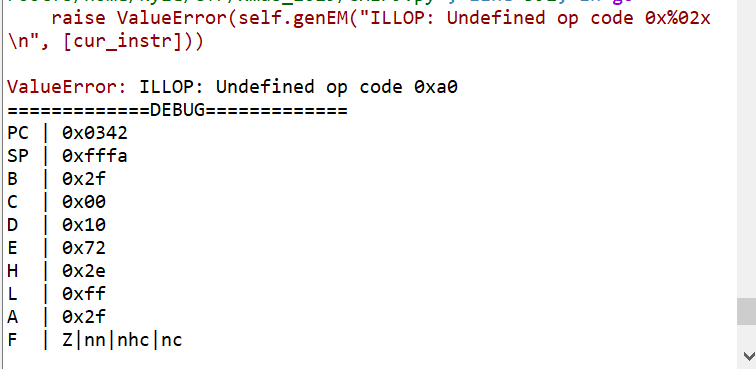 raise ValueError(self.genEM("ILLOP: Undefined op code 0x%02x
\n", [cur_instr]))
ValueError: ILLOP: Undefined op code 0xa0
=============DEBUG=============
PC | 0x0342
SP | 0xfffa
B  | 0x2f
C  | 0x00
D  | 0x10
E  | 0x72
H  | 0x2e
L  | 0xff
A  | 0x2f
F  | Z|nn|nhc|nc